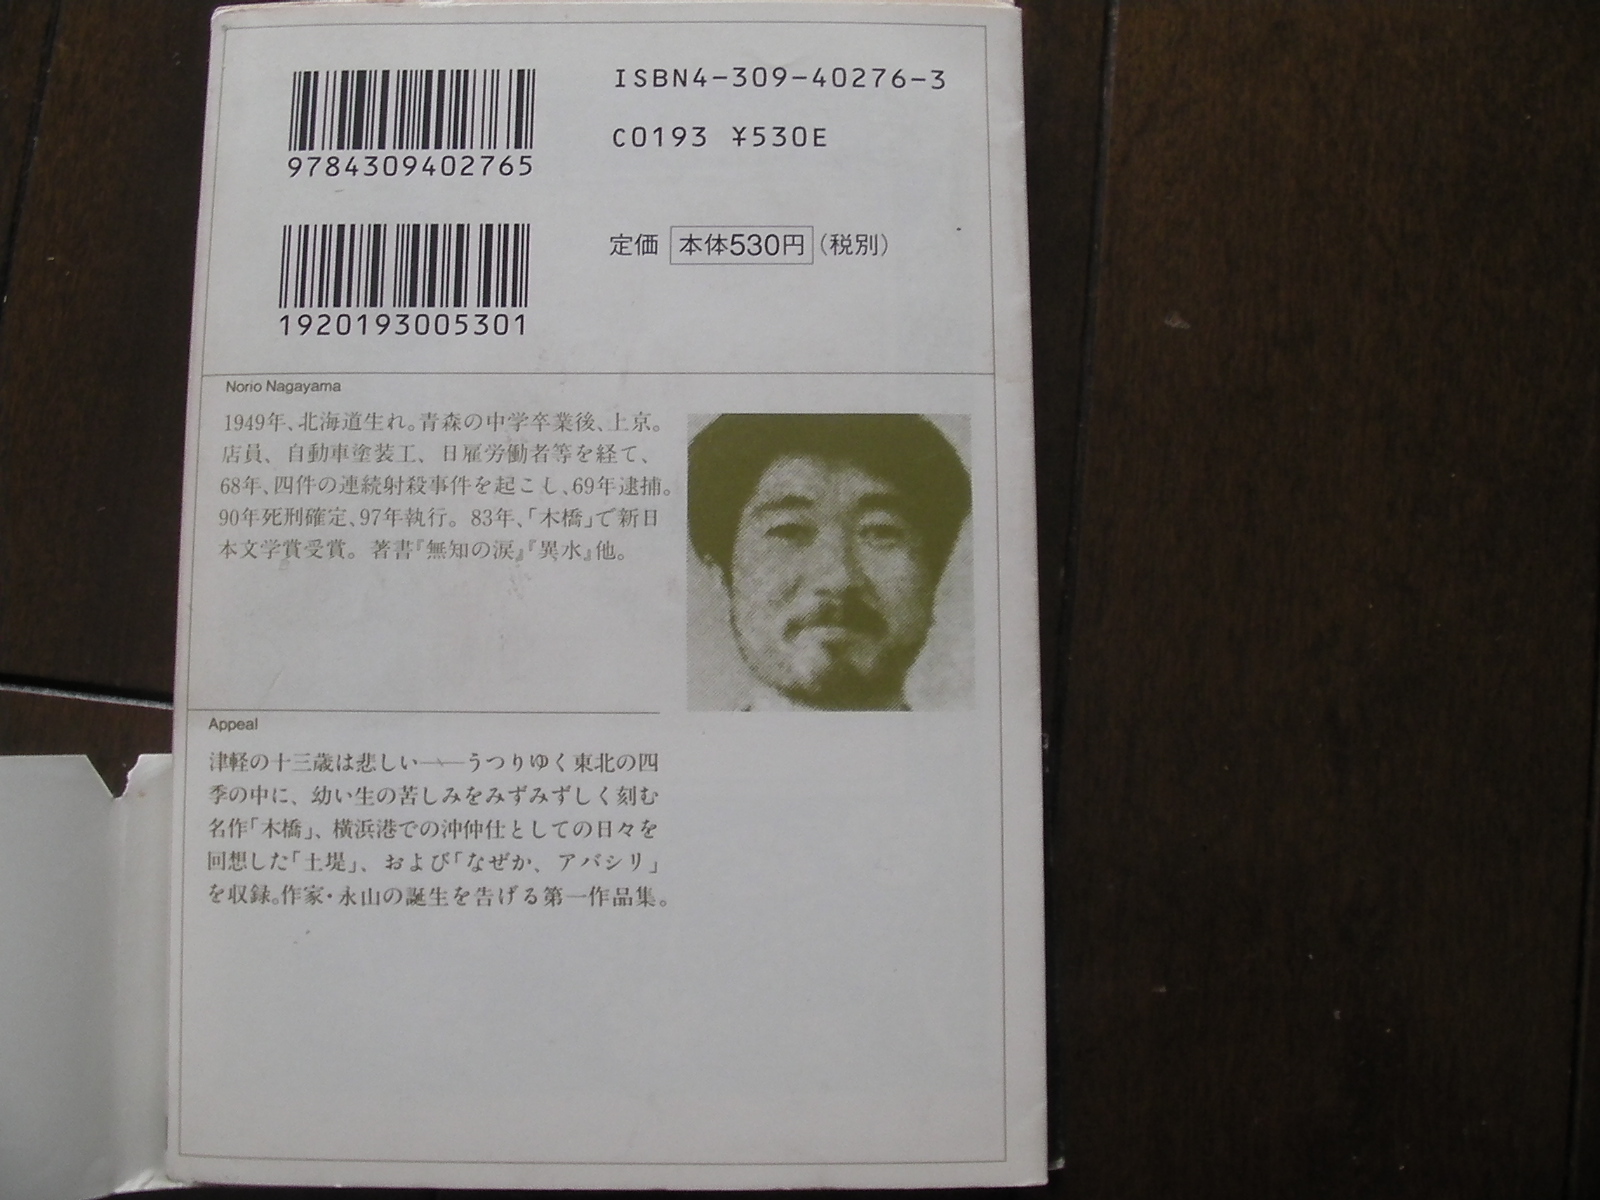 ISBN4-309-40276-3
C0193 ¥530E
9784309402765
定価 本体530円(税別)
1920193005301
Norio Nagayama
1949年、北海道生れ。青森の中学卒業後、上京。
店員、自動車塗装工、日雇労働者等を経て、
68年、四件の連続射殺事件を起こし、69年逮捕。
90年死刑確定、97年執行。83年、「木橋」で新日
本文学賞受賞。著書『無知の涙』『異水』他。
Appeal
津軽の十三歳は悲しい——うつりゆく東北の四
季の中に、幼い生の苦しみをみずみずしく刻む
名作「木橋」、横浜港での沖仲仕としての日々を
回想した「土堤」、および「なぜか、アバシリ」
を収録。作家・永山の誕生を告げる第一作品集。